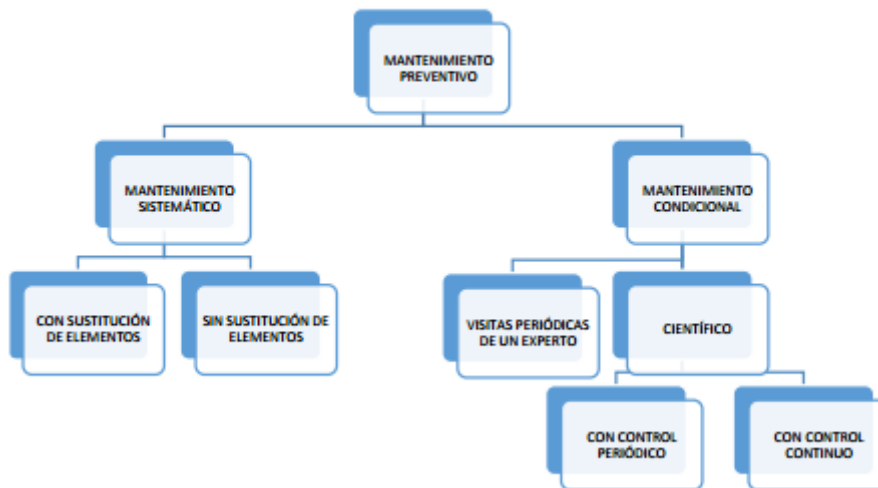 MANTENIMIENTO
PREVENTIVO
MANTENIMIENTO
SISTEMÁTICO
MANTENIMIENTO
CONDICIONAL
CON SUSTITUCIÓN
DE ELEMENTOS
SIN SUSTITUCIÓN DE
ELEMENTOS
VISITAS PERIÓDICAS
DE UN EXPERTO
CIENTÍFICO
CON CONTROL
PERIÓDICO
CON CONTROL
CONTINUO